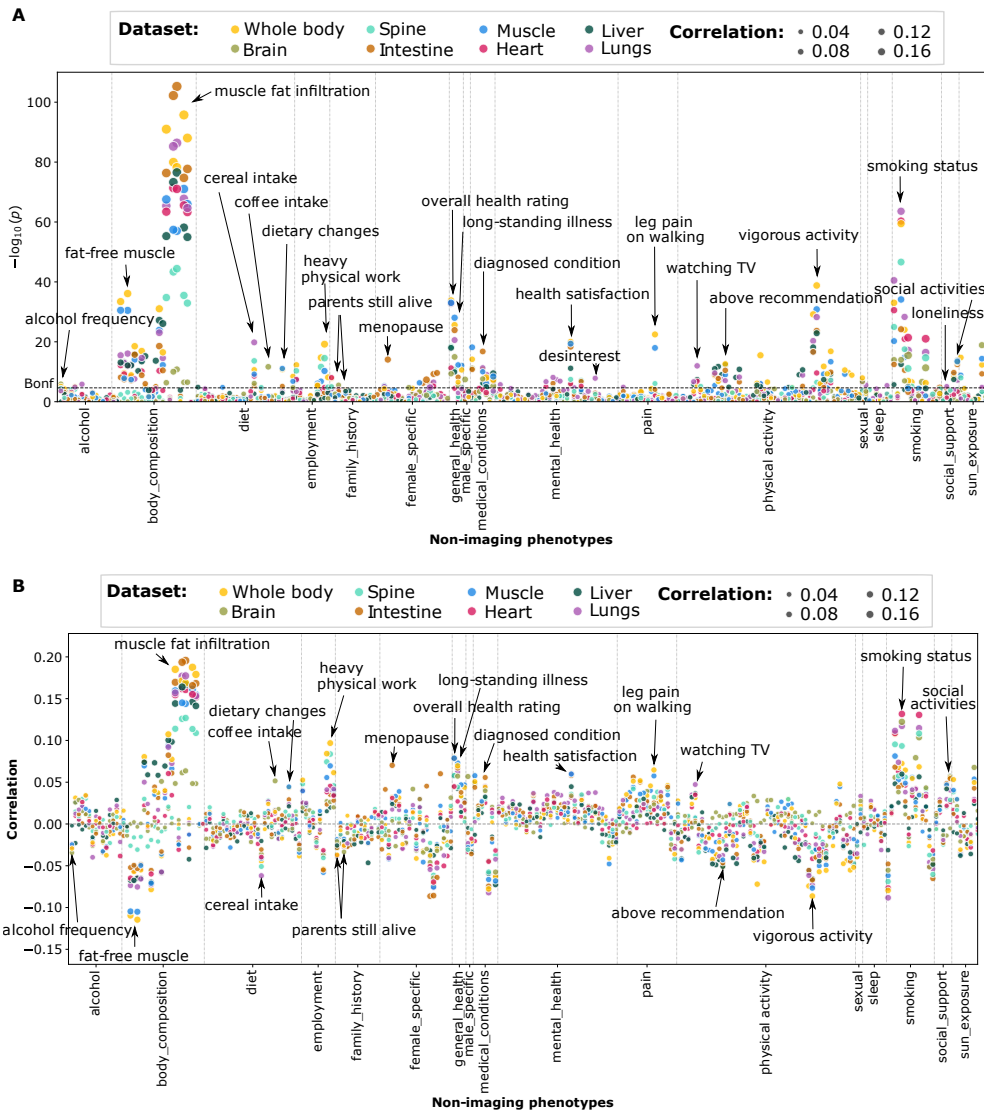 A
Dataset:
Whole body
Spine
Muscle
Liver
Brain
Intestine
Heart
Lungs
Correlation:
0.04
0.12
0.08
0.16
−log10(p)
100
80
60
40
20
Bonf
0
muscle fat infiltration
cereal intake
coffee intake
dietary changes
fat-free muscle
heavy
physical work
alcohol frequency
parents still alive
menopause
overall health rating
long-standing illness
diagnosed condition
health satisfaction
desinterest
leg pain
on walking
watching TV
above recommendation
vigorous activity
smoking status
social activities
loneliness
alcohol
body_composition
diet
employment
family_history
female_specific
general_health
male_specific
medical_conditions
mental_health
pain
physical activity
sexual
sleep
smoking
social_support
sun_exposure
Non-imaging phenotypes
B
Dataset:
Whole body
Spine
Muscle
Liver
Brain
Intestine
Heart
Lungs
Correlation:
0.04
0.12
0.08
0.16
Correlation
0.20
0.15
0.10
0.05
0.00
−0.05
−0.10
−0.15
muscle fat infiltration
dietary changes
coffee intake
heavy
physical work
menopause
long-standing illness
overall health rating
diagnosed condition
health satisfaction
leg pain
on walking
watching TV
smoking status
social
activities
alcohol frequency
fat-free muscle
cereal intake
parents still alive
above recommendation
vigorous activity
alcohol
body_composition
diet
employment
family_history
female_specific
general_health
male_specific
medical_conditions
mental_health
pain
physical activity
sexual
sleep
smoking
social_support
sun_exposure
Non-imaging phenotypes